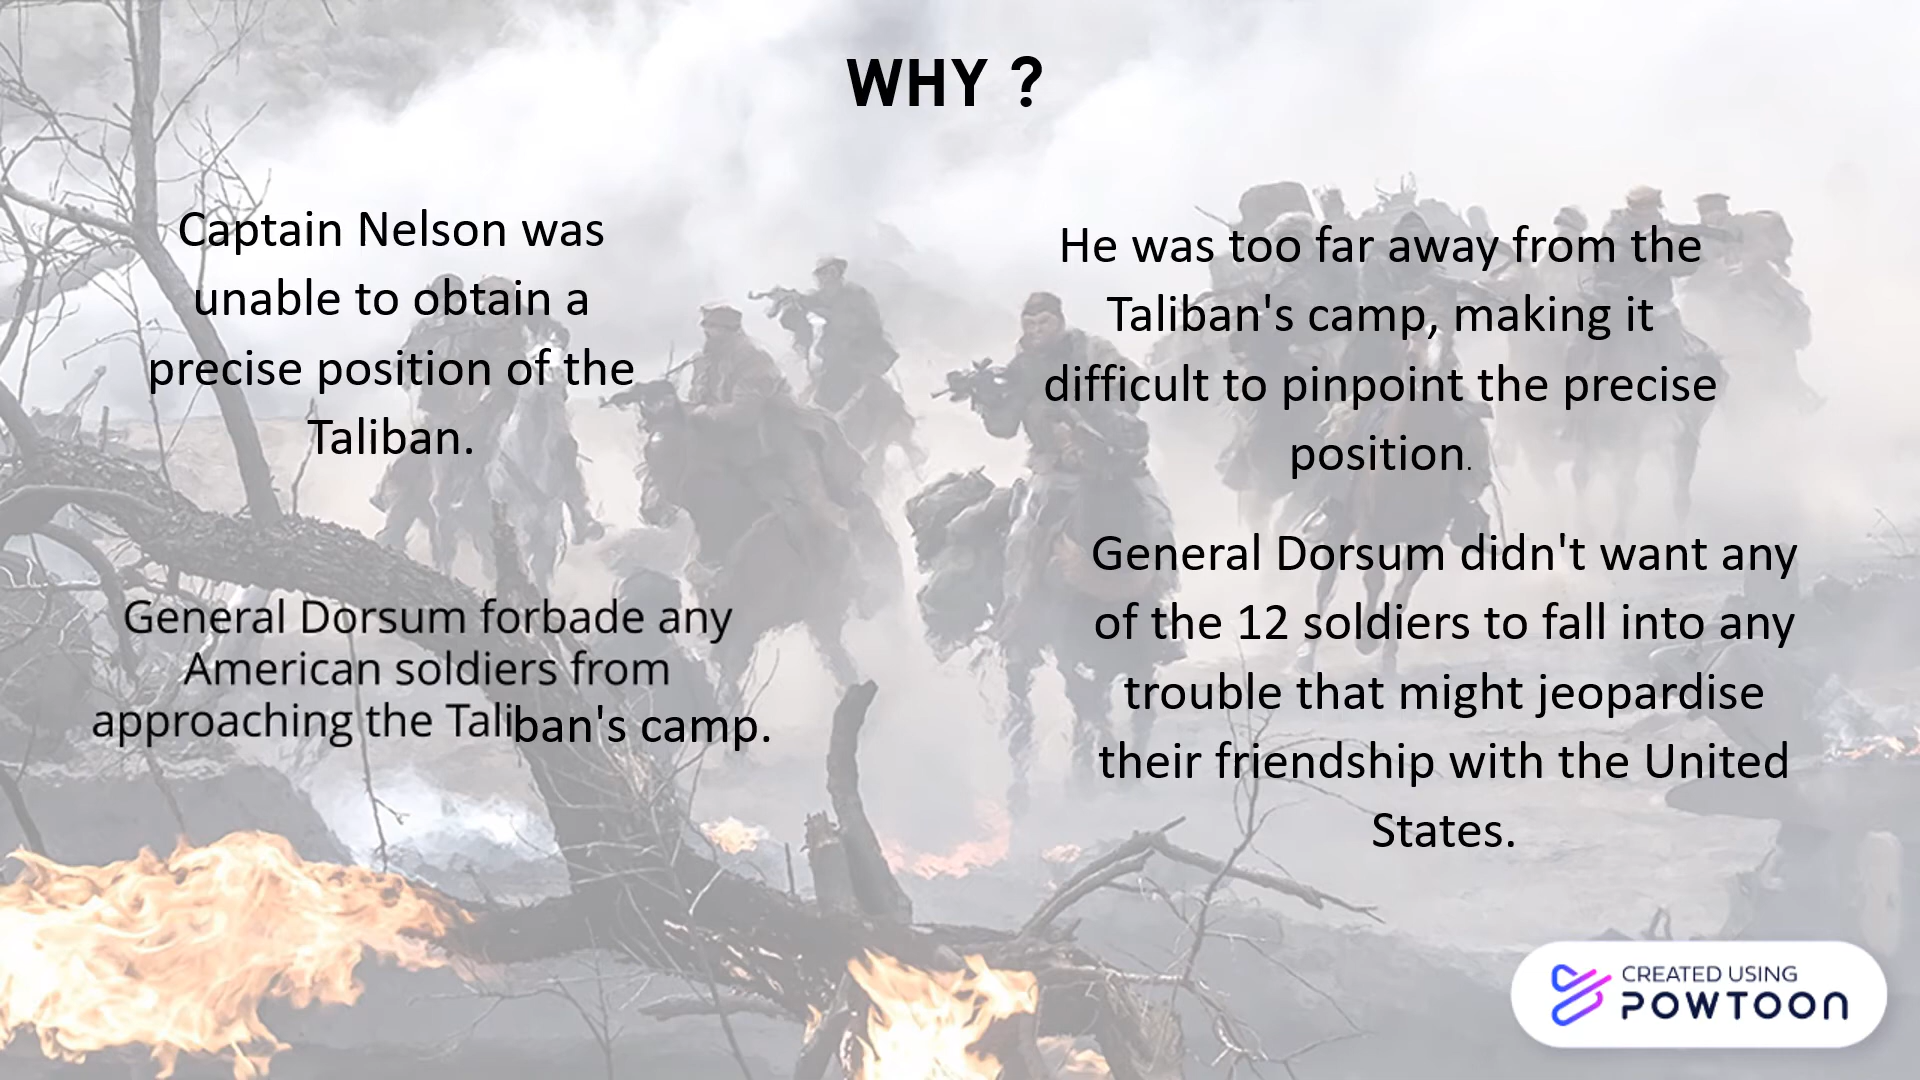 WHY ?
Captain Nelson was
unable to obtain a
precise position of the
Taliban.
He was too far away from the
Taliban's camp, making it
difficult to pinpoint the precise
position.
General Dorsum forbade any
American soldiers from
approaching the Taliban's camp.
General Dorsum didn't want any
of the 12 soldiers to fall into any
trouble that might jeopardise
their friendship with the United
States.
CREATED USING
POWTOON